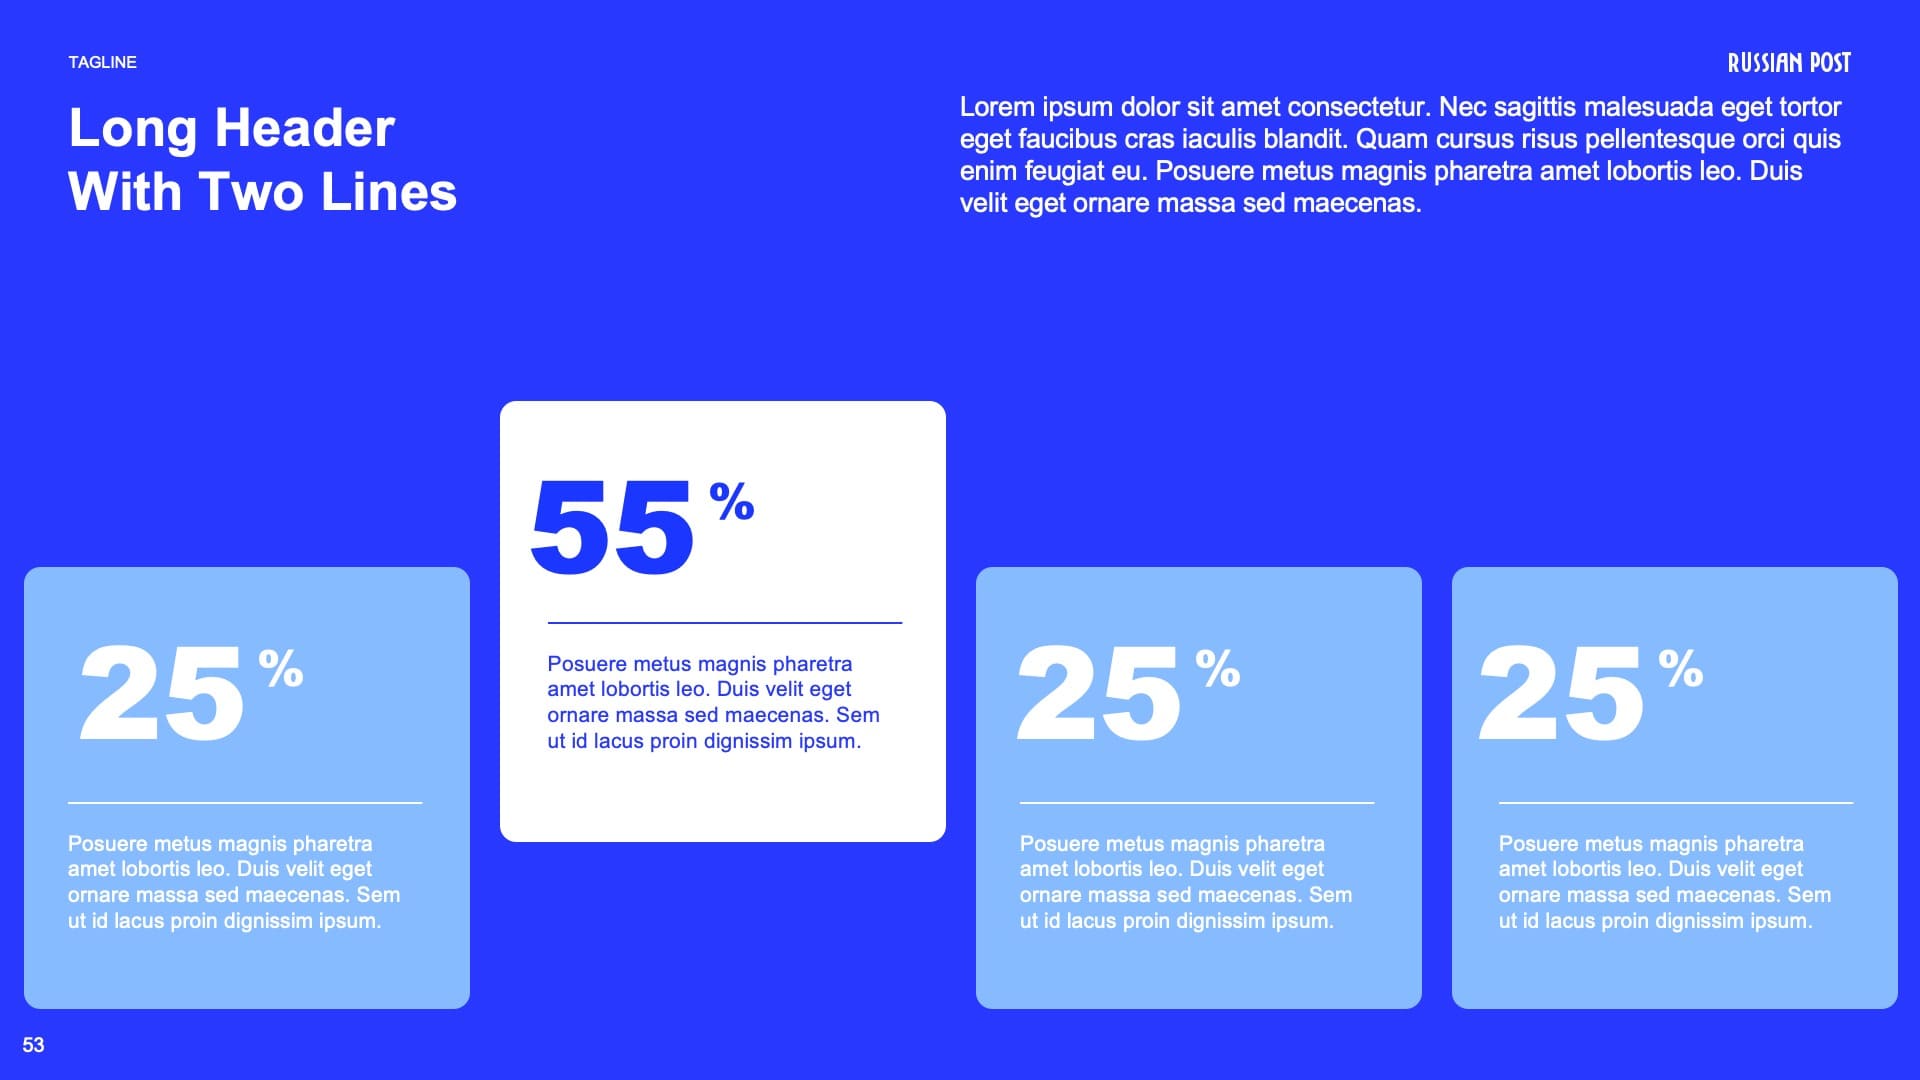 TAGLINE
RUSSIAN POST
Long Header
With Two Lines
Lorem ipsum dolor sit amet consectetur. Nec sagittis malesuada eget tortor
eget faucibus cras iaculis blandit. Quam cursus risus pellentesque orci quis
enim feugiat eu. Posuere metus magnis pharetra amet lobortis leo. Duis
velit eget ornare massa sed maecenas.
25%
Posuere metus magnis pharetra
amet lobortis leo. Duis velit eget
ornare massa sed maecenas. Sem
ut id lacus proin dignissim ipsum.
55%
Posuere metus magnis pharetra
amet lobortis leo. Duis velit eget
ornare massa sed maecenas. Sem
ut id lacus proin dignissim ipsum.
25%
Posuere metus magnis pharetra
amet lobortis leo. Duis velit eget
ornare massa sed maecenas. Sem
ut id lacus proin dignissim ipsum.
25%
Posuere metus magnis pharetra
amet lobortis leo. Duis velit eget
ornare massa sed maecenas. Sem
ut id lacus proin dignissim ipsum.
53